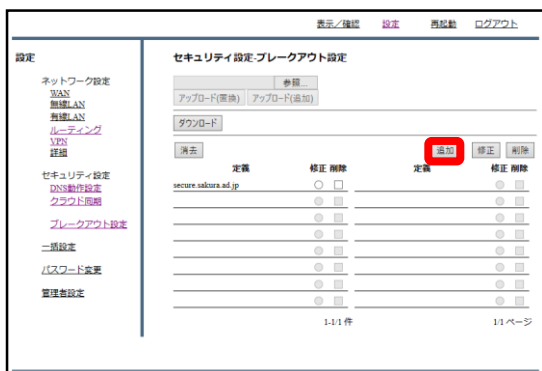 表示／確認 設定 再起動 ログアウト
設定
ネットワーク設定
WAN
無線LAN
有線LAN
ルーティング
VPN
詳細
セキュリティ設定
DNS動作設定
クラウド同期
ブレークアウト設定
一括設定
パスワード変更
管理者設定
セキュリティ設定-ブレークアウト設定
参照...
アップロード(置換) アップロード(追加)
ダウンロード
消去 追加 修正 削除
定義 修正 削除 定義 修正 削除
secure.sakura.ad.jp
1-1/1 件 1/1 ページ